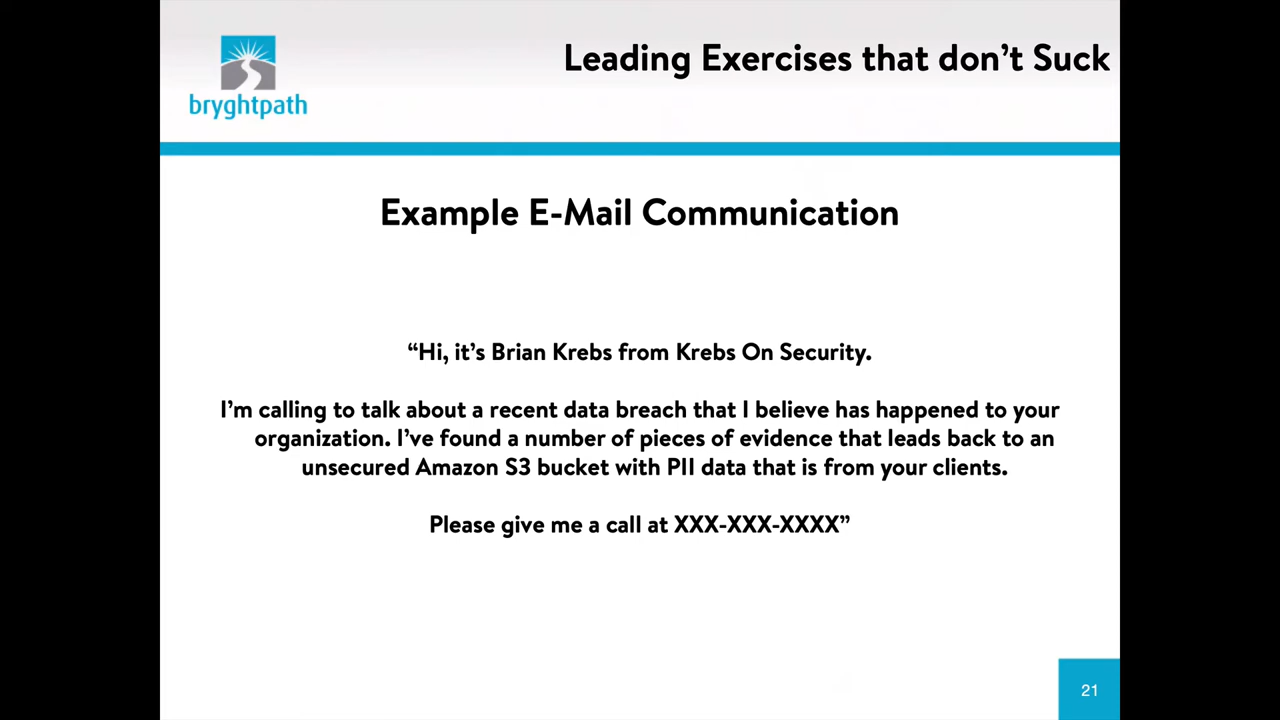 Leading Exercises that don’t Suck
bryghtpath
Example E-Mail Communication
“Hi, it’s Brian Krebs from Krebs On Security.
I’m calling to talk about a recent data breach that I believe has happened to your
organization. I’ve found a number of pieces of evidence that leads back to an
unsecured Amazon S3 bucket with PII data that is from your clients.
Please give me a call at XXX-XXX-XXXX”
21